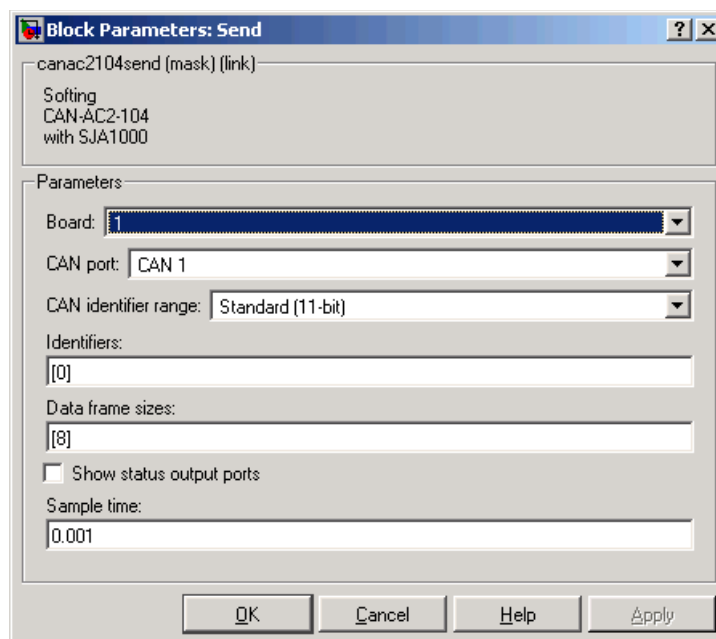 Block Parameters: Send
canac2104send (mask) (link)
Softing
CAN-AC2-104
with SJA1000
Parameters
Board: 1
CAN port: CAN 1
CAN identifier range: Standard (11-bit)
Identifiers:
[0]
Data frame sizes:
[8]
Show status output ports
Sample time:
0.001
OK Cancel Help Apply